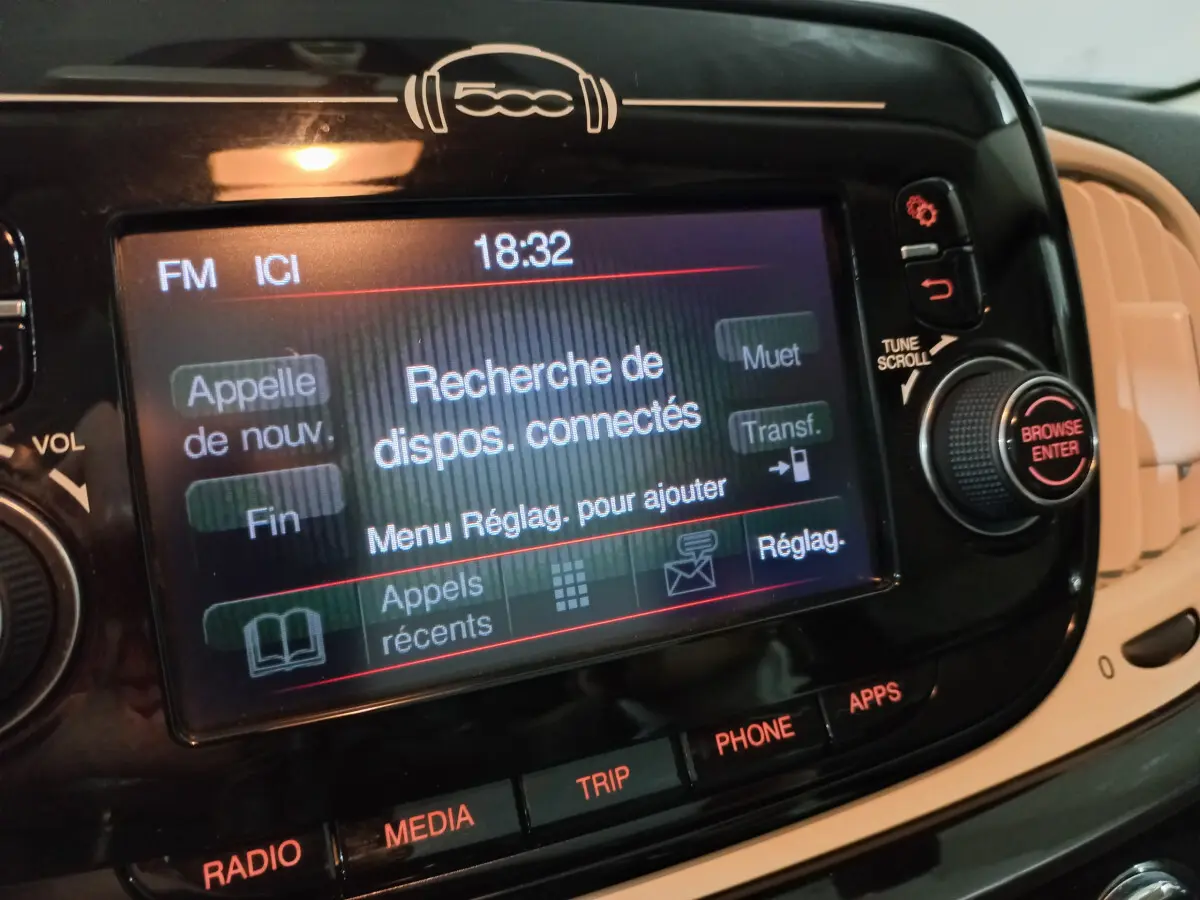 500
FM ICI 18:32
Appelle
de nouv.
Recherche de
dispos. connectés
Muet
Transf.
Fin
Menu Réglag. pour ajouter
Appels
récents
Réglag.
VOL
TUNE
SCROLL
BROWSE
ENTER
RADIO
MEDIA
TRIP
PHONE
APPS
0